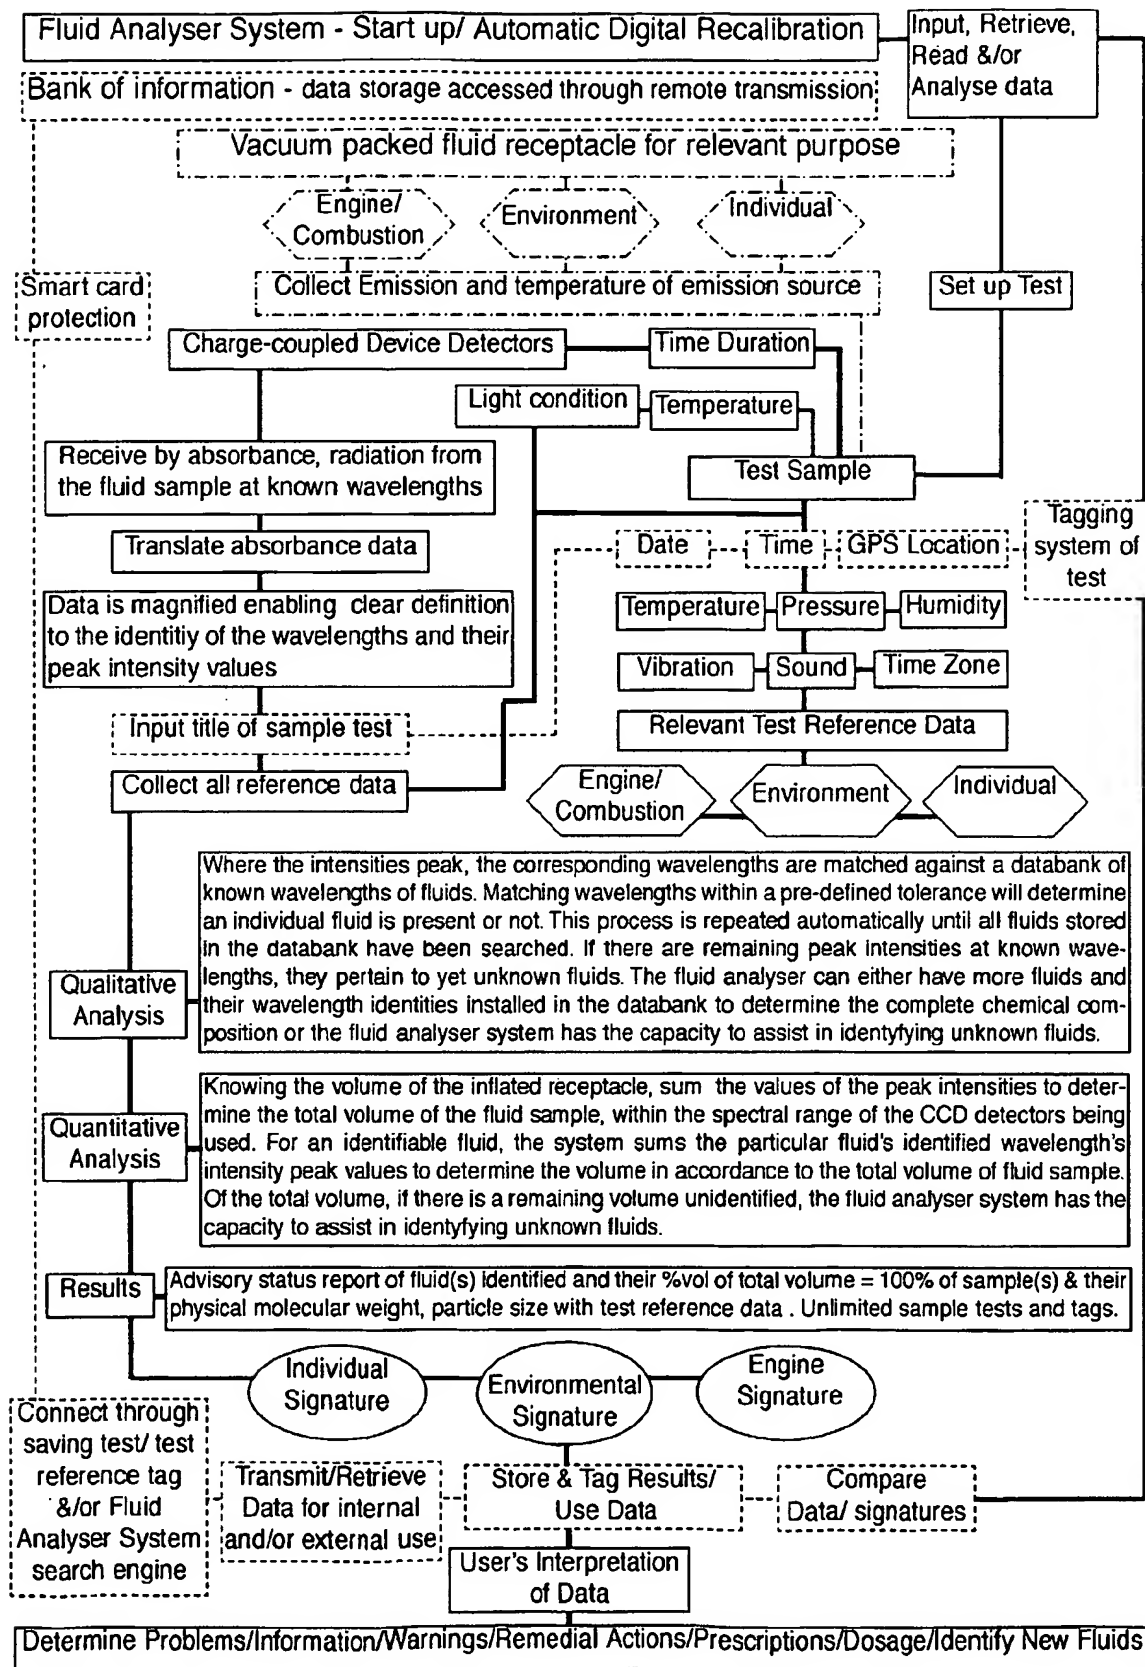 Fluid Analyser System - Start up/ Automatic Digital Recalibration
Input, Retrieve,
Read &/or
Analyse data
Bank of information - data storage accessed through remote transmission
Vacuum packed fluid receptacle for relevant purpose
Engine/
Combustion
Environment
Individual
Smart card
protection
Collect Emission and temperature of emission source
Set up Test
Charge-coupled Device Detectors
Time Duration
Light condition
Temperature
Receive by absorbance, radiation from
the fluid sample at known wavelengths
Test Sample
Translate absorbance data
Date
Time
GPS Location
Tagging
system of
test
Data is magnified enabling clear definition
to the identitiy of the wavelengths and their
peak intensity values
Temperature
Pressure
Humidity
Vibration
Sound
Time Zone
Input title of sample test
Relevant Test Reference Data
Collect all reference data
Engine/
Combustion
Environment
Individual
Qualitative
Analysis
Where the intensities peak, the corresponding wavelengths are matched against a databank of
known wavelengths of fluids. Matching wavelengths within a pre-defined tolerance will determine
an individual fluid is present or not. This process is repeated automatically until all fluids stored
in the databank have been searched. If there are remaining peak intensities at known wave-
lengths, they pertain to yet unknown fluids. The fluid analyser can either have more fluids and
their wavelength identities installed in the databank to determine the complete chemical com-
position or the fluid analyser system has the capacity to assist in identyfying unknown fluids.
Quantitative
Analysis
Knowing the volume of the inflated receptacle, sum the values of the peak intensities to deter-
mine the total volume of the fluid sample, within the spectral range of the CCD detectors being
used. For an identifiable fluid, the system sums the particular fluid's identified wavelength's
intensity peak values to determine the volume in accordance to the total volume of fluid sample.
Of the total volume, if there is a remaining volume unidentified, the fluid analyser system has the
capacity to assist in identyfying unknown fluids.
Results
Advisory status report of fluid(s) identified and their %vol of total volume = 100% of sample(s) & their
physical molecular weight, particle size with test reference data . Unlimited sample tests and tags.
Individual
Signature
Environmental
Signature
Engine
Signature
Connect through
saving test/ test
reference tag
&/or Fluid
Analyser System
search engine
Transmit/Retrieve
Data for internal
and/or external use
Store & Tag Results/
Use Data
Compare
Data/ signatures
User's Interpretation
of Data
Determine Problems/Information/Warnings/Remedial Actions/Prescriptions/Dosage/Identify New Fluids